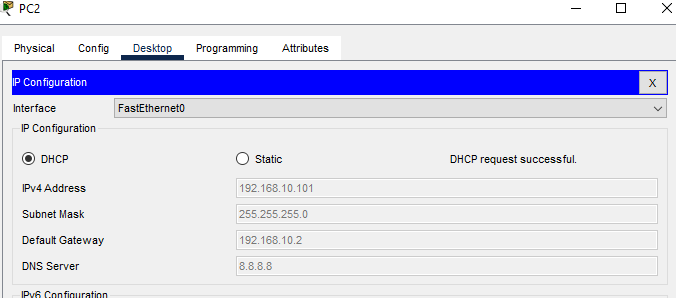 PC2
Physical Config Desktop Programming Attributes
IP Configuration
X
Interface FastEthernet0
IP Configuration
DHCP Static DHCP request successful.
IPv4 Address 192.168.10.101
Subnet Mask 255.255.255.0
Default Gateway 192.168.10.2
DNS Server 8.8.8.8
IPv6 Configuration